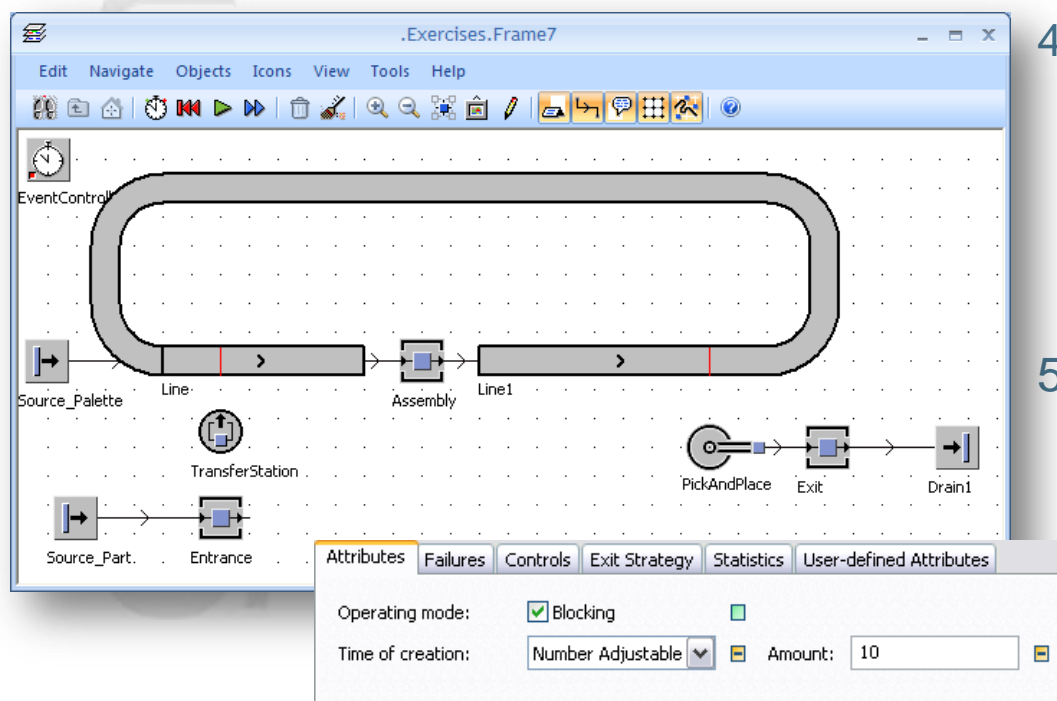 .Exercises.Frame7
4
Edit Navigate Objects Icons View Tools Help
EventControll
Source_Palette
Line
Assembly
Line1
5
TransferStation
PickAndPlace
Exit
Drain1
Source_Part.
Entrance
Attributes Failures Controls Exit Strategy Statistics User-defined Attributes
Operating mode: Blocking
Time of creation: Number Adjustable Amount: 10